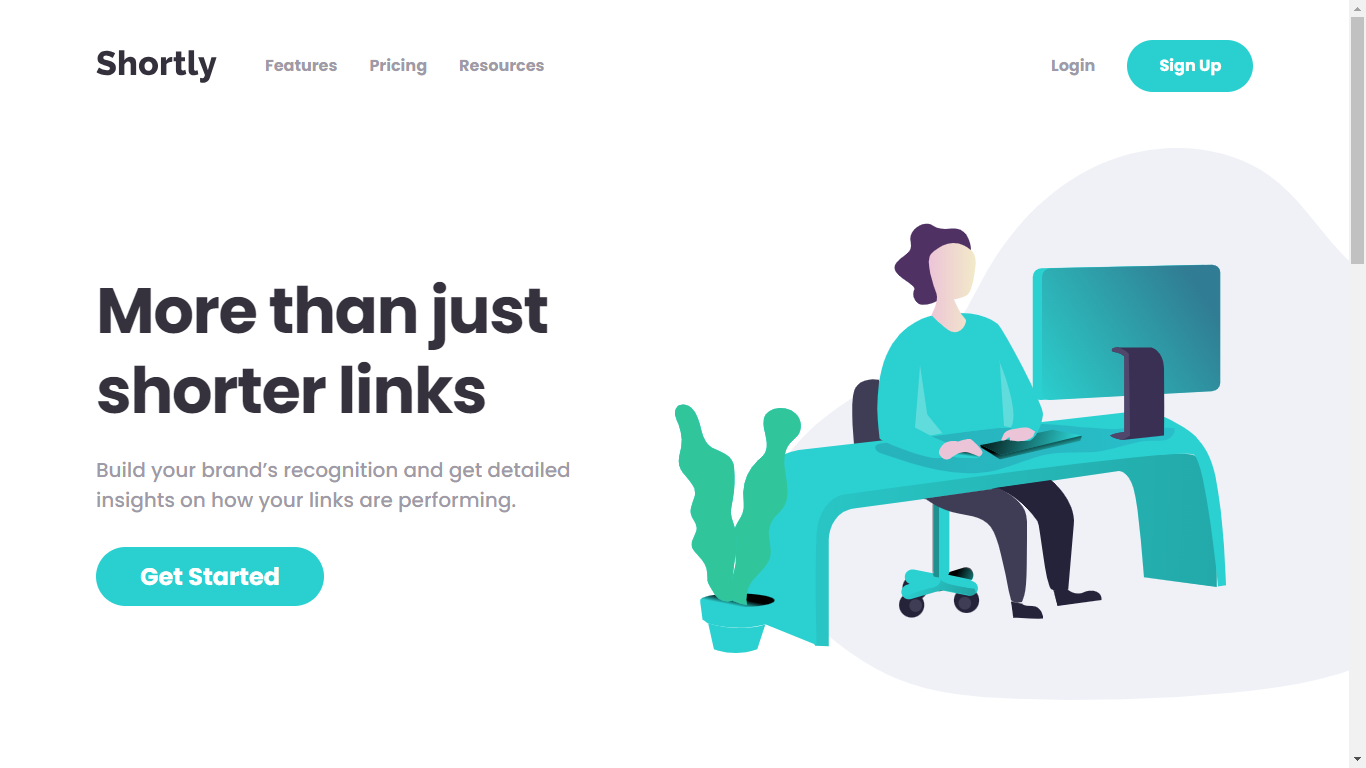 Shortly Features Pricing Resources Login Sign Up
More than just
shorter links
Build your brand’s recognition and get detailed
insights on how your links are performing.
Get Started